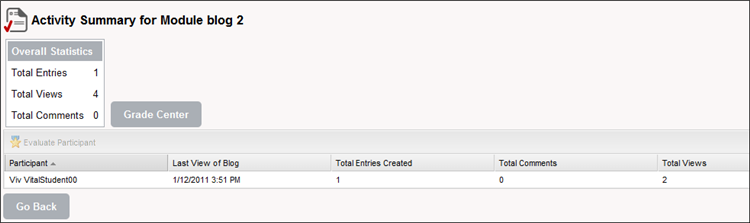 Activity Summary for Module blog 2
Overall Statistics
Total Entries 1
Total Views 4
Total Comments 0
Grade Center
Evaluate Participant
Participant Last View of Blog Total Entries Created Total Comments Total Views
Viv VitalStudent00 1/12/2011 3:51 PM 1 0 2
Go Back